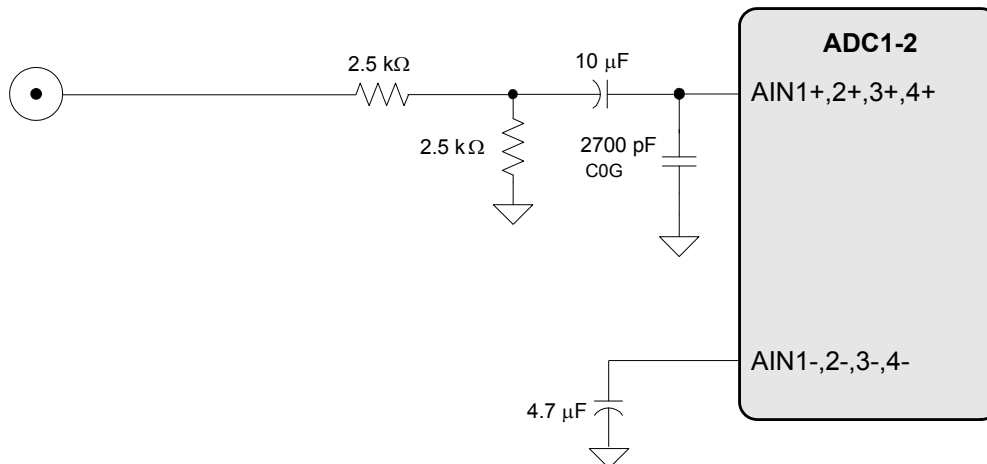 ADC1-2
10 μF
2.5 kΩ
AIN1+,2+,3+,4+
2.5 kΩ
2700 pF
C0G
AIN1-,2-,3-,4-
4.7 μF